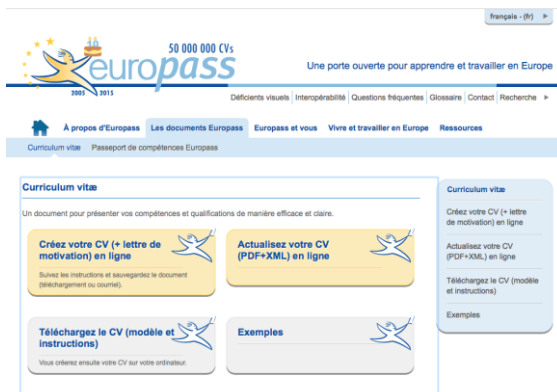 français - (fr)
10
50 000 000 CVs
europass
2005 2015
Une porte ouverte pour apprendre et travailler en Europe
Déficients visuels | Interopérabilité | Questions fréquentes | Glossaire | Contact | Recherche
À propos d'Europass Les documents Europass Europass et vous Vivre et travailler en Europe Ressources
Curriculum vitæ Passeport de compétences Europass
Curriculum vitæ
Un document pour présenter vos compétences et qualifications de manière efficace et claire.
Créez votre CV (+ lettre de
motivation) en ligne
Suivez les instructions et sauvegardez le document
(téléchargement ou courriel).
Actualisez votre CV
(PDF+XML) en ligne
Téléchargez le CV (modèle et
instructions)
Vous créerez ensuite votre CV sur votre ordinateur.
Exemples
Curriculum vitæ
Créez votre CV (+ lettre
de motivation) en ligne
Actualisez votre CV
(PDF+XML) en ligne
Téléchargez le CV (modèle
et instructions)
Exemples